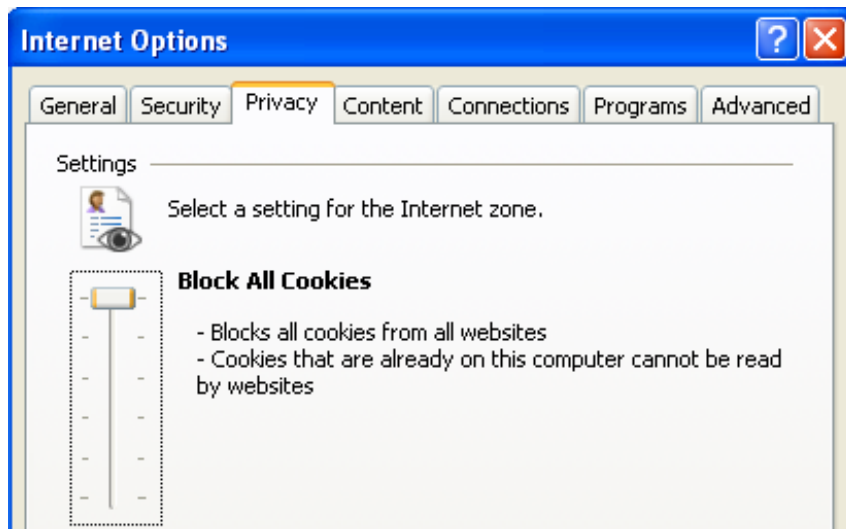 Internet Options
General Security Privacy Content Connections Programs Advanced
Settings
Select a setting for the Internet zone.
Block All Cookies
- Blocks all cookies from all websites
- Cookies that are already on this computer cannot be read
by websites